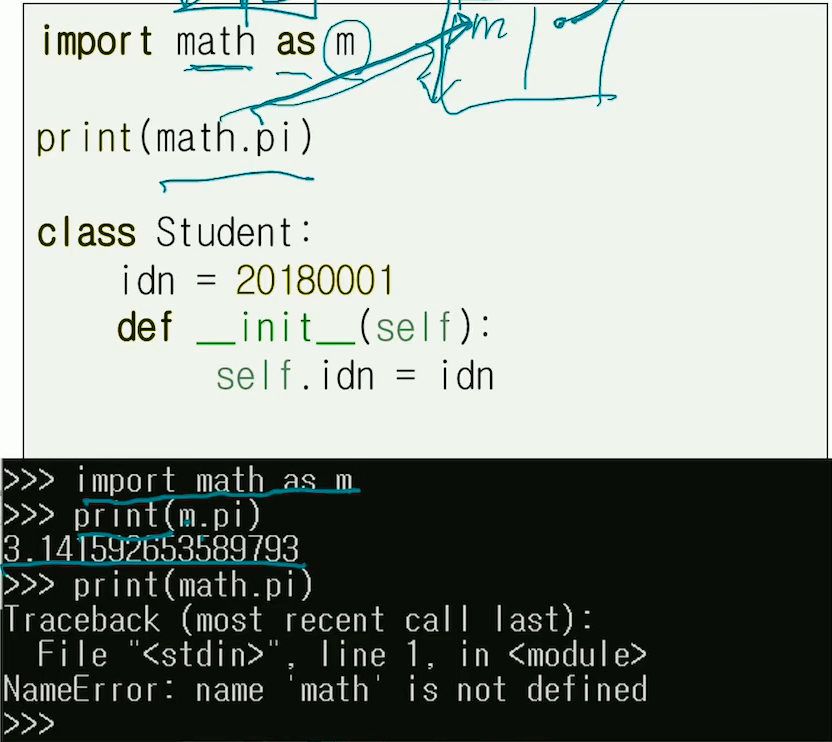 import math as m
m
print(math.pi)
class Student:
idn = 20180001
def __init__(self):
self.idn = idn
>>> import math as m
>>> print(m.pi)
3.141592653589793
>>> print(math.pi)
Traceback (most recent call last):
File "<stdin>", line 1, in <module>
NameError: name 'math' is not defined
>>>